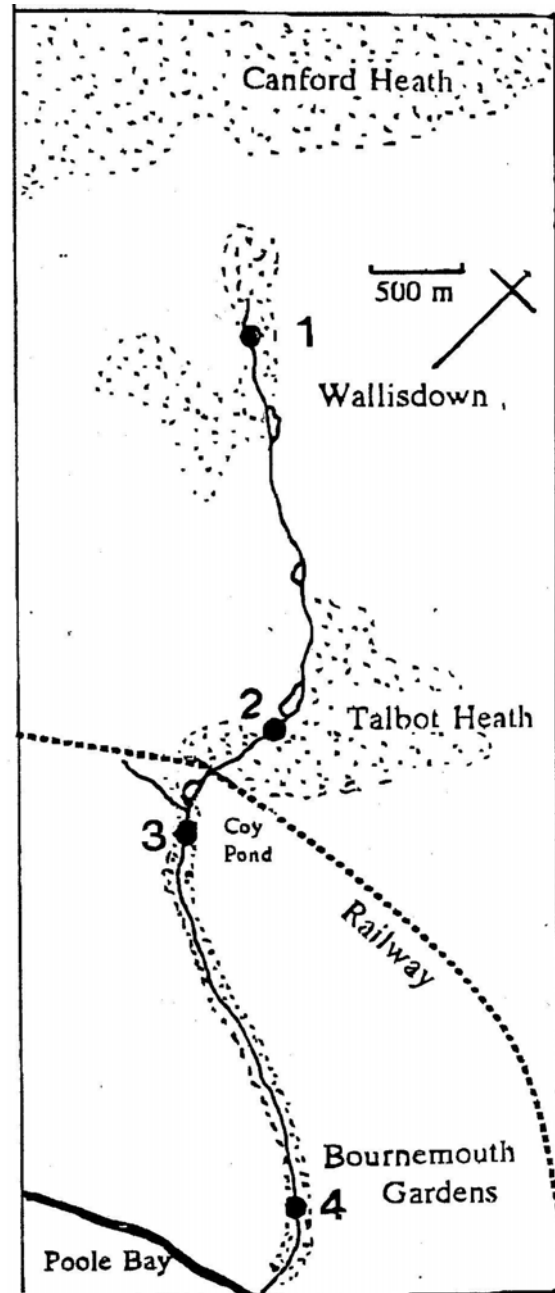 Canford Heath
500 m
1
Wallisdown
2
Talbot Heath
3
Coy
Pond
Railway
Bournemouth
Gardens
4
Poole Bay